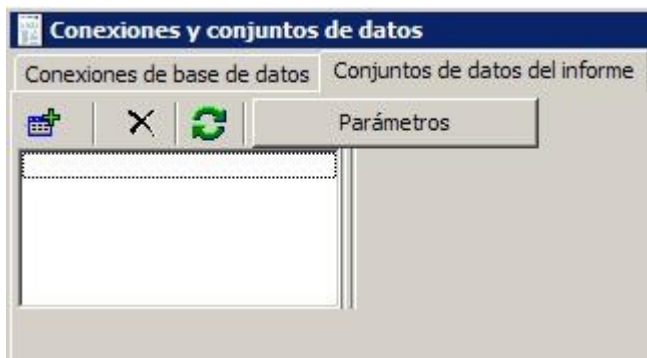 Conexiones y conjuntos de datos
Conexiones de base de datos Conjuntos de datos del informe
Parámetros